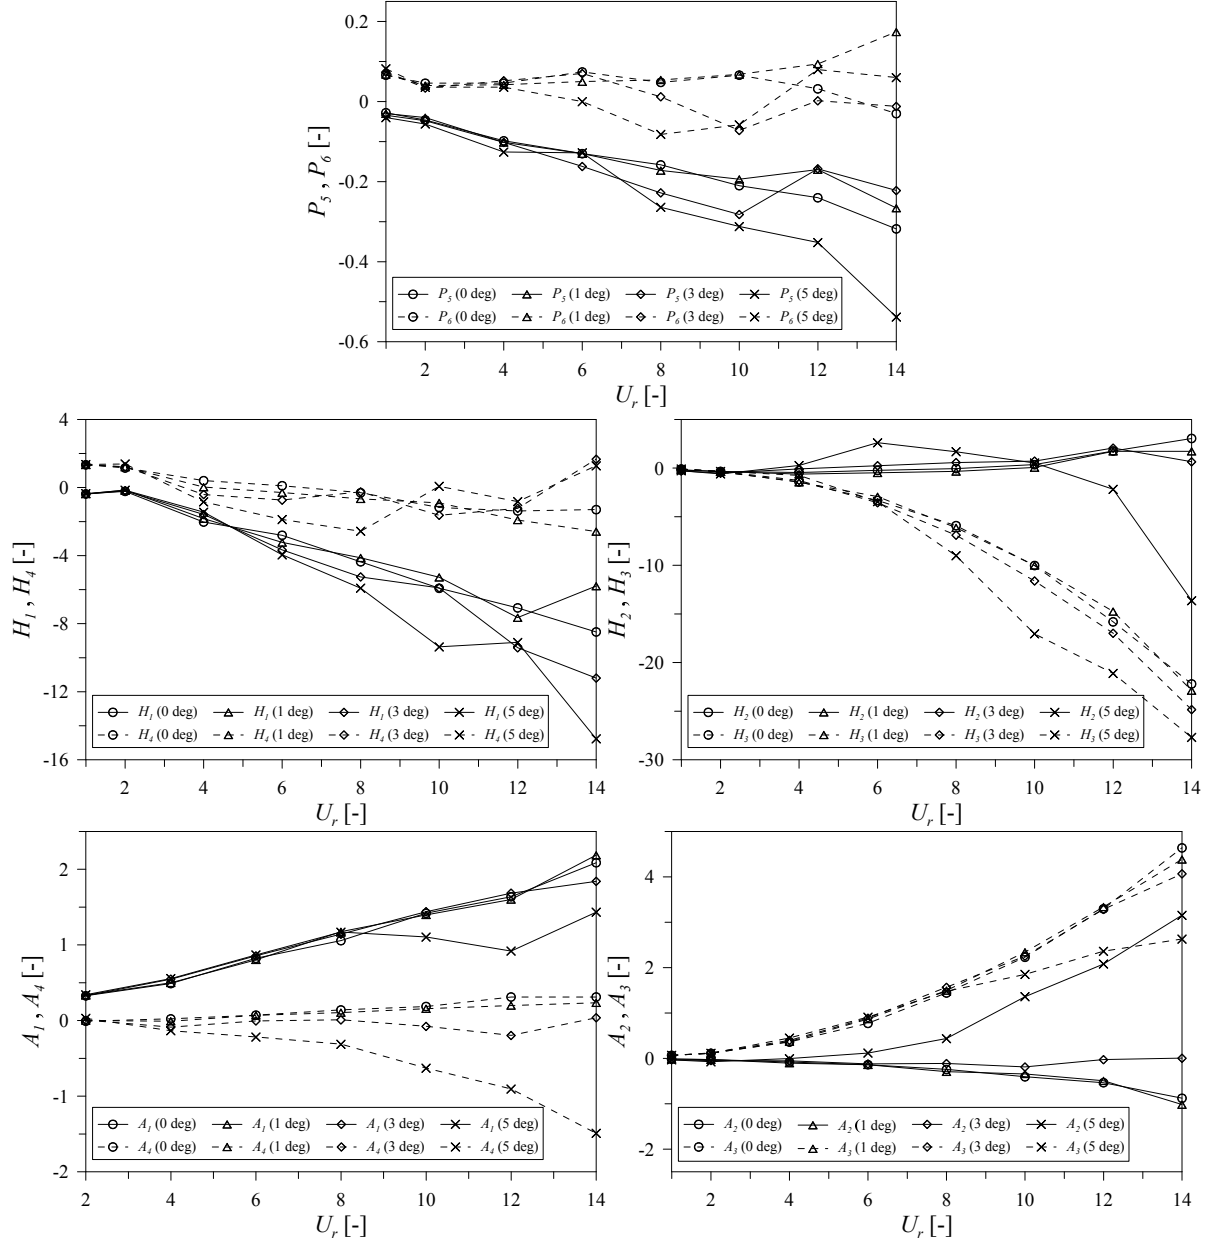 0.2
0
-0.2
-0.4
-0.6
P5 , P6 [-]
P5 (0 deg) P5 (1 deg) P5 (3 deg) P5 (5 deg)
P6 (0 deg) P6 (1 deg) P6 (3 deg) P6 (5 deg)
2 4 6 8 10 12 14
Ur [-]
4
0
-4
-8
-12
-16
H1 , H4 [-]
H1 (0 deg) H1 (1 deg) H1 (3 deg) H1 (5 deg)
H4 (0 deg) H4 (1 deg) H4 (3 deg) H4 (5 deg)
2 4 6 8 10 12 14
Ur [-]
0
-10
-20
-30
H2 , H3 [-]
H2 (0 deg) H2 (1 deg) H2 (3 deg) H2 (5 deg)
H3 (0 deg) H3 (1 deg) H3 (3 deg) H3 (5 deg)
2 4 6 8 10 12 14
Ur [-]
2
1
0
-1
-2
A1 , A4 [-]
A1 (0 deg) A1 (1 deg) A1 (3 deg) A1 (5 deg)
A4 (0 deg) A4 (1 deg) A4 (3 deg) A4 (5 deg)
2 4 6 8 10 12 14
Ur [-]
4
2
0
-2
A2 , A3 [-]
A2 (0 deg) A2 (1 deg) A2 (3 deg) A2 (5 deg)
A3 (0 deg) A3 (1 deg) A3 (3 deg) A3 (5 deg)
2 4 6 8 10 12 14
Ur [-]